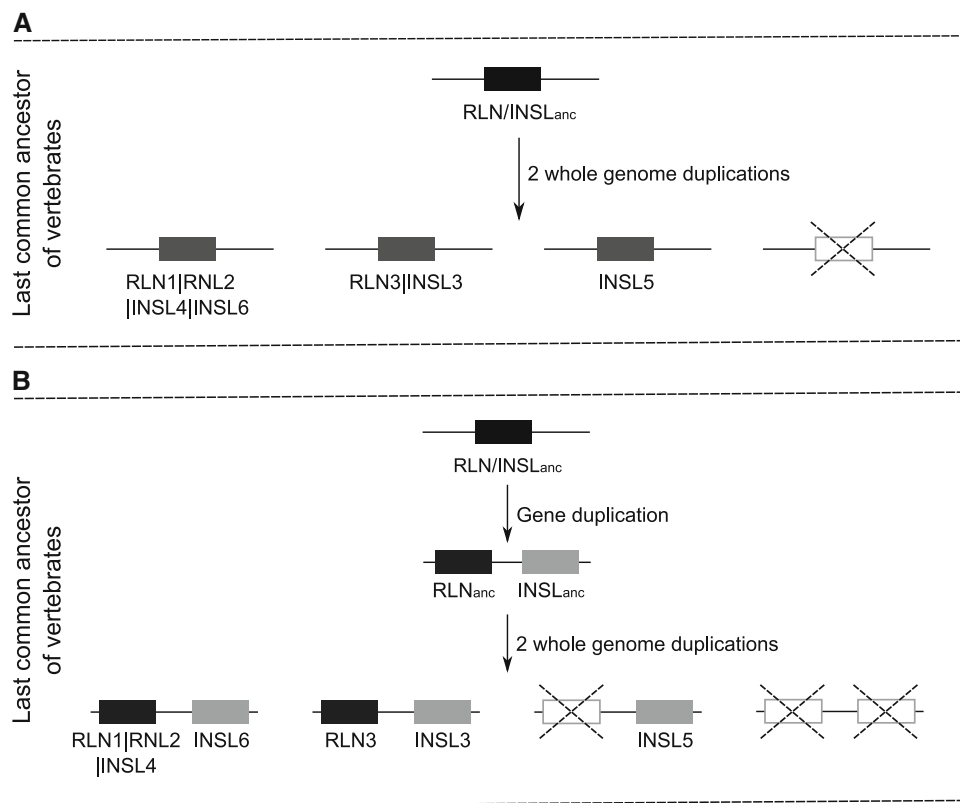 A
Last common ancestor
of vertebrates
RLN/INSLanc
2 whole genome duplications
RLN1|RNL2
|INSL4|INSL6
RLN3|INSL3
INSL5
B
Last common ancestor
of vertebrates
RLN/INSLanc
Gene duplication
RLNanc
INSLanc
2 whole genome duplications
RLN1|RNL2
|INSL4
INSL6
RLN3
INSL3
INSL5